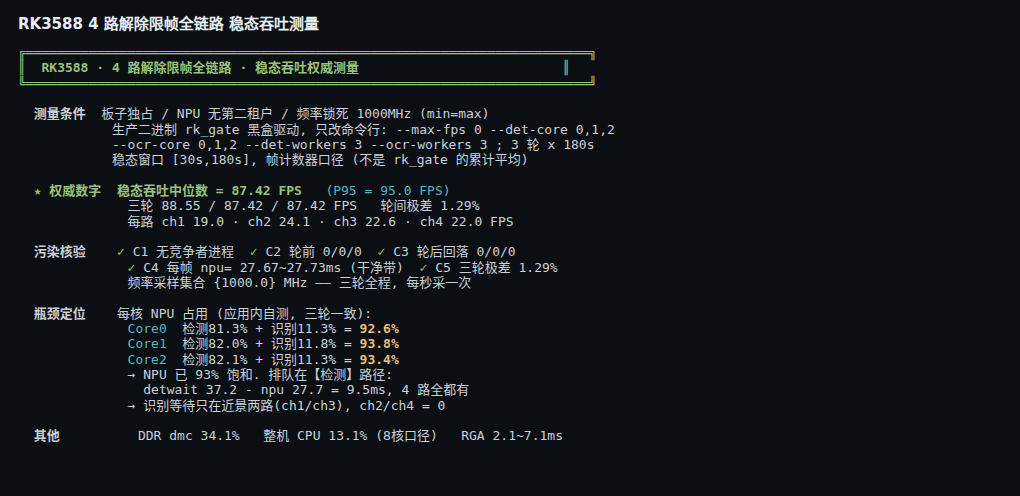 RK3588 4 路解除限帧全链路 稳态吞吐测量
RK3588 · 4 路解除限帧全链路 · 稳态吞吐权威测量
测量条件 板子独占 / NPU 无第二租户 / 频率锁死 1000MHz (min=max)
生产二进制 rk_gate 黑盒驱动, 只改命令行: --max-fps 0 --det-core 0,1,2
--ocr-core 0,1,2 --det-workers 3 --ocr-workers 3 ; 3 轮 x 180s
稳态窗口 [30s,180s], 帧计数器口径 (不是 rk_gate 的累计平均)
★ 权威数字 稳态吞吐中位数 = 87.42 FPS (P95 = 95.0 FPS)
三轮 88.55 / 87.42 / 87.42 FPS 轮间极差 1.29%
每路 ch1 19.0 · ch2 24.1 · ch3 22.6 · ch4 22.0 FPS
污染核验 ✓ C1 无竞争者进程 ✓ C2 轮前 0/0/0 ✓ C3 轮后回落 0/0/0
✓ C4 每帧 npu= 27.67~27.73ms (干净带) ✓ C5 三轮极差 1.29%
频率采样集合 {1000.0} MHz —— 三轮全程, 每秒采一次
瓶颈定位 每核 NPU 占用 (应用内自测, 三轮一致):
Core0 检测81.3% + 识别11.3% = 92.6%
Core1 检测82.0% + 识别11.8% = 93.8%
Core2 检测82.1% + 识别11.3% = 93.4%
→ NPU 已 93% 饱和. 排队在【检测】路径:
detwait 37.2 - npu 27.7 = 9.5ms, 4 路全都有
→ 识别等待只在近景两路(ch1/ch3), ch2/ch4 = 0
其他 DDR dmc 34.1% 整机 CPU 13.1% (8核口径) RGA 2.1~7.1ms